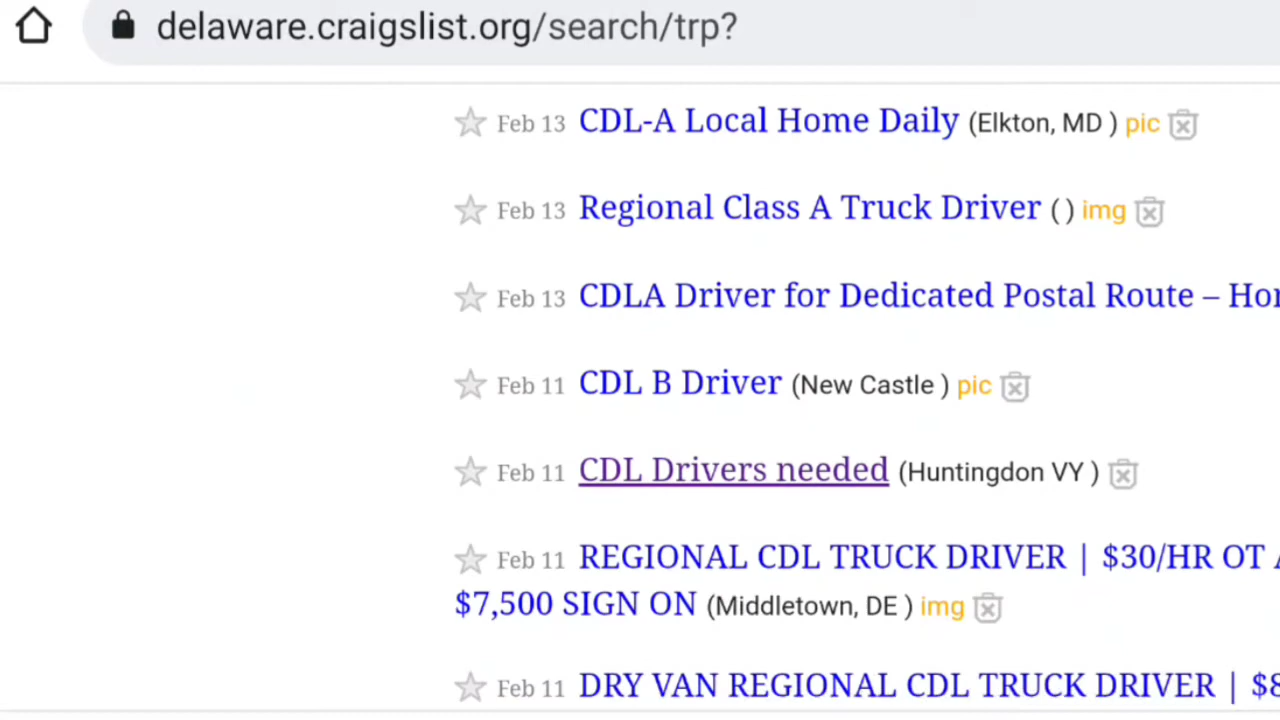 delaware.craigslist.org/search/trp?
Feb 13 CDL-A Local Home Daily (Elkton, MD ) pic
Feb 13 Regional Class A Truck Driver ( ) img
Feb 13 CDLA Driver for Dedicated Postal Route –
Feb 11 CDL B Driver (New Castle ) pic
Feb 11 CDL Drivers needed (Huntingdon VY )
Feb 11 REGIONAL CDL TRUCK DRIVER | $30/HR OT
$7,500 SIGN ON (Middletown, DE ) img
Feb 11 DRY VAN REGIONAL CDL TRUCK DRIVER |